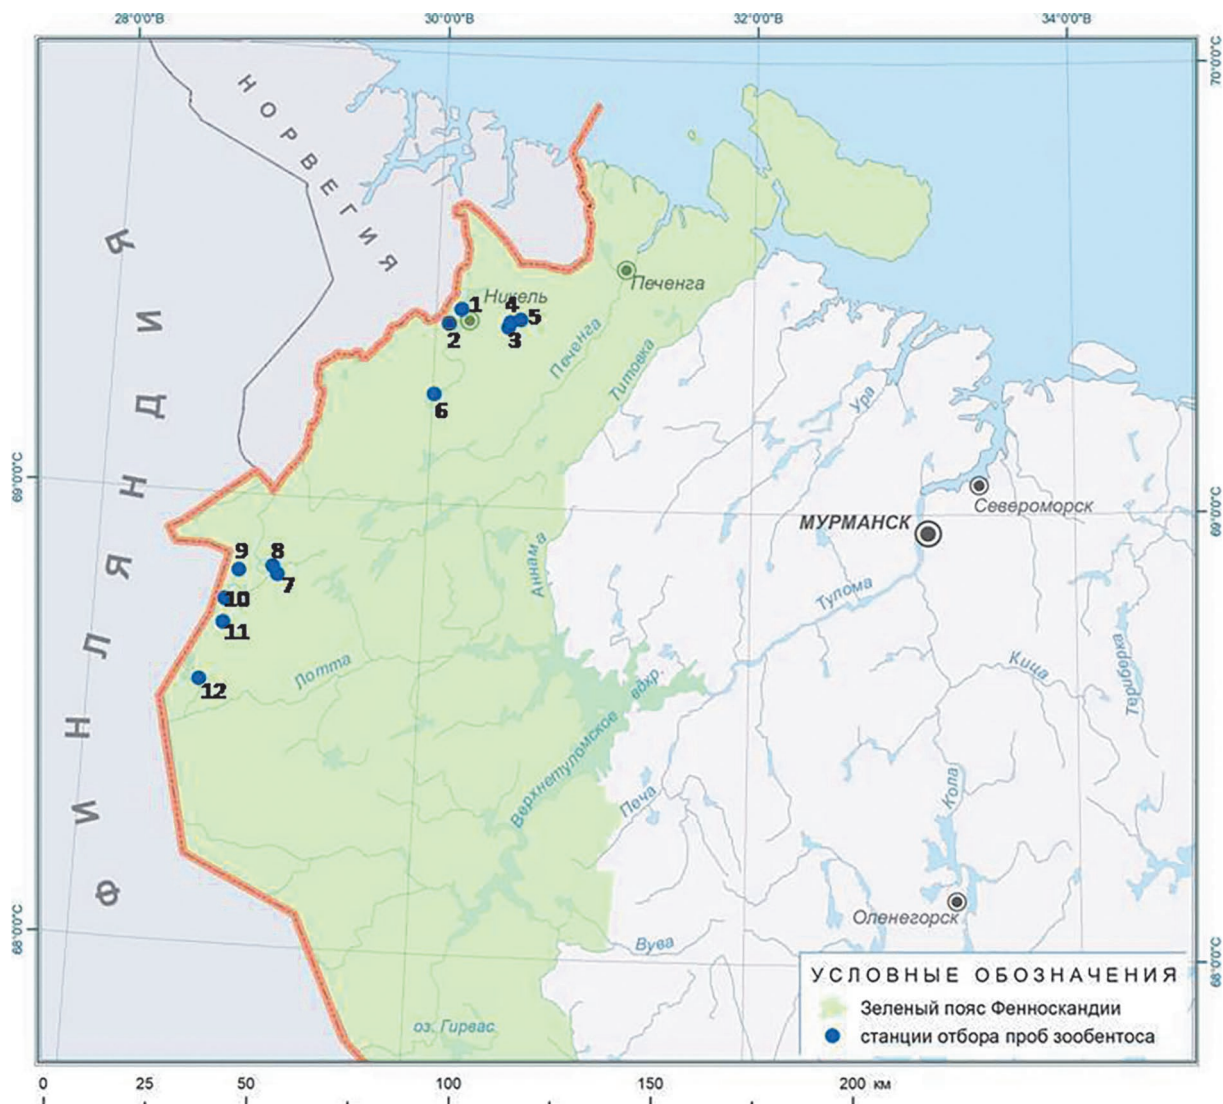 28°0'0"В
30°0'0"В
32°0'0"В
34°0'0"В
70°0'0"С
НОРВЕГИЯ
ФИНЛЯНДИЯ
Никель
Печенга
1
2
3
4
5
6
Печенга
Титовка
Ура
69°0'0"С
69°0'0"С
Североморск
МУРМАНСК
Аннама
Тулома
9
8
7
10
11
12
Лотта
Верхнетуломское вдхр.
Кица
Териберка
Печа
Кола
Оленегорск
Вува
68°0'0"С
68°0'0"С
оз. Гирвас
УСЛОВНЫЕ ОБОЗНАЧЕНИЯ
Зеленый пояс Фенноскандии
станции отбора проб зообентоса
0 25 50 100 150 200 км